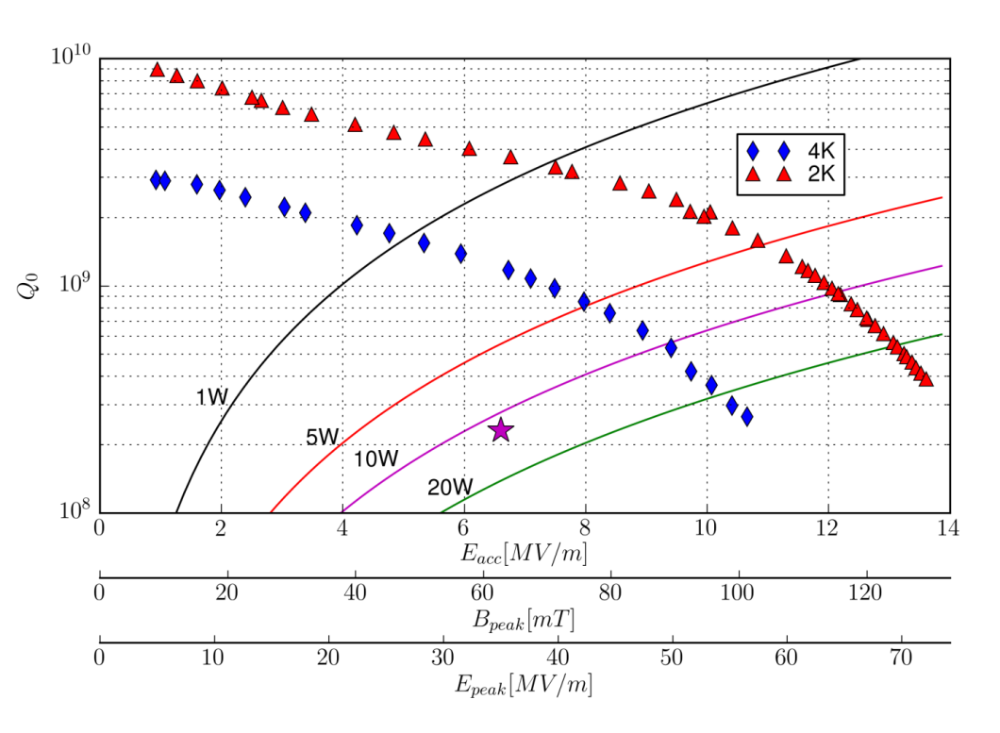 10^10
4K
2K
Q_0
10^9
1W
5W
10W
20W
10^8
0 2 4 6 8 10 12 14
E_acc[MV/m]
0 20 40 60 80 100 120
B_peak[mT]
0 10 20 30 40 50 60 70
E_peak[MV/m]